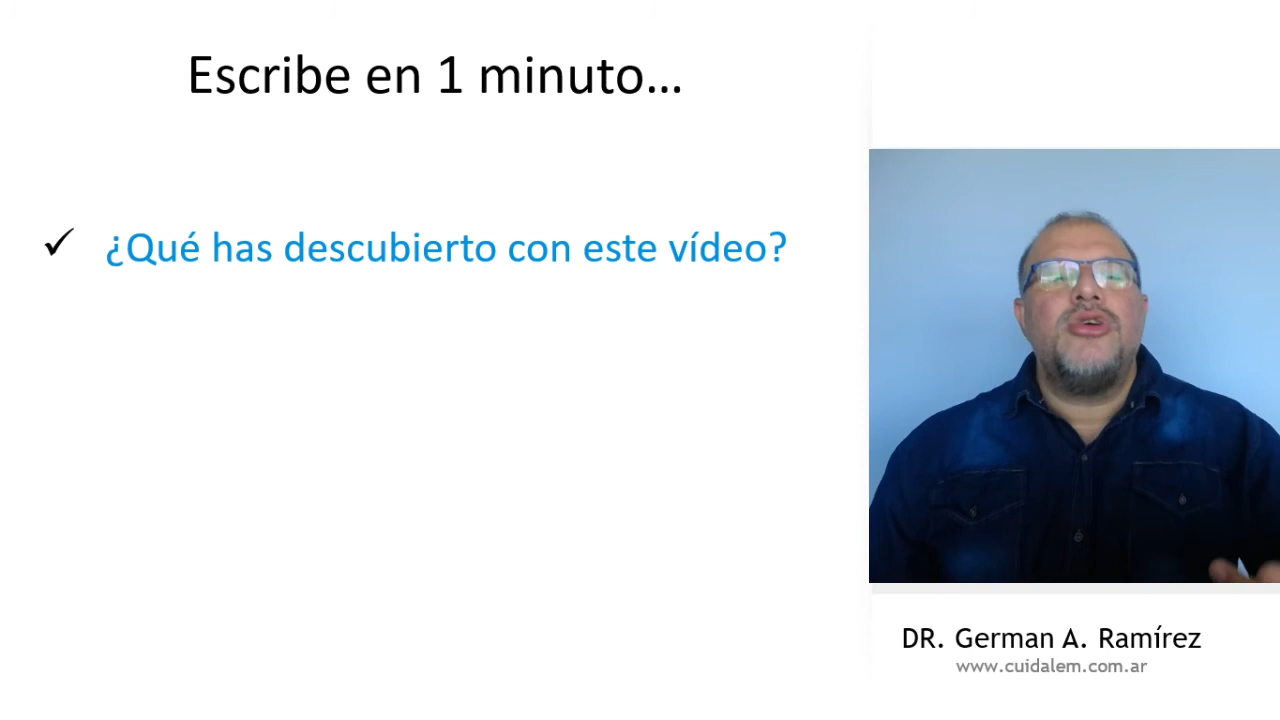 Escribe en 1 minuto...
✓ ¿Qué has descubierto con este vídeo?
DR. German A. Ramírez
www.cuidalem.com.ar